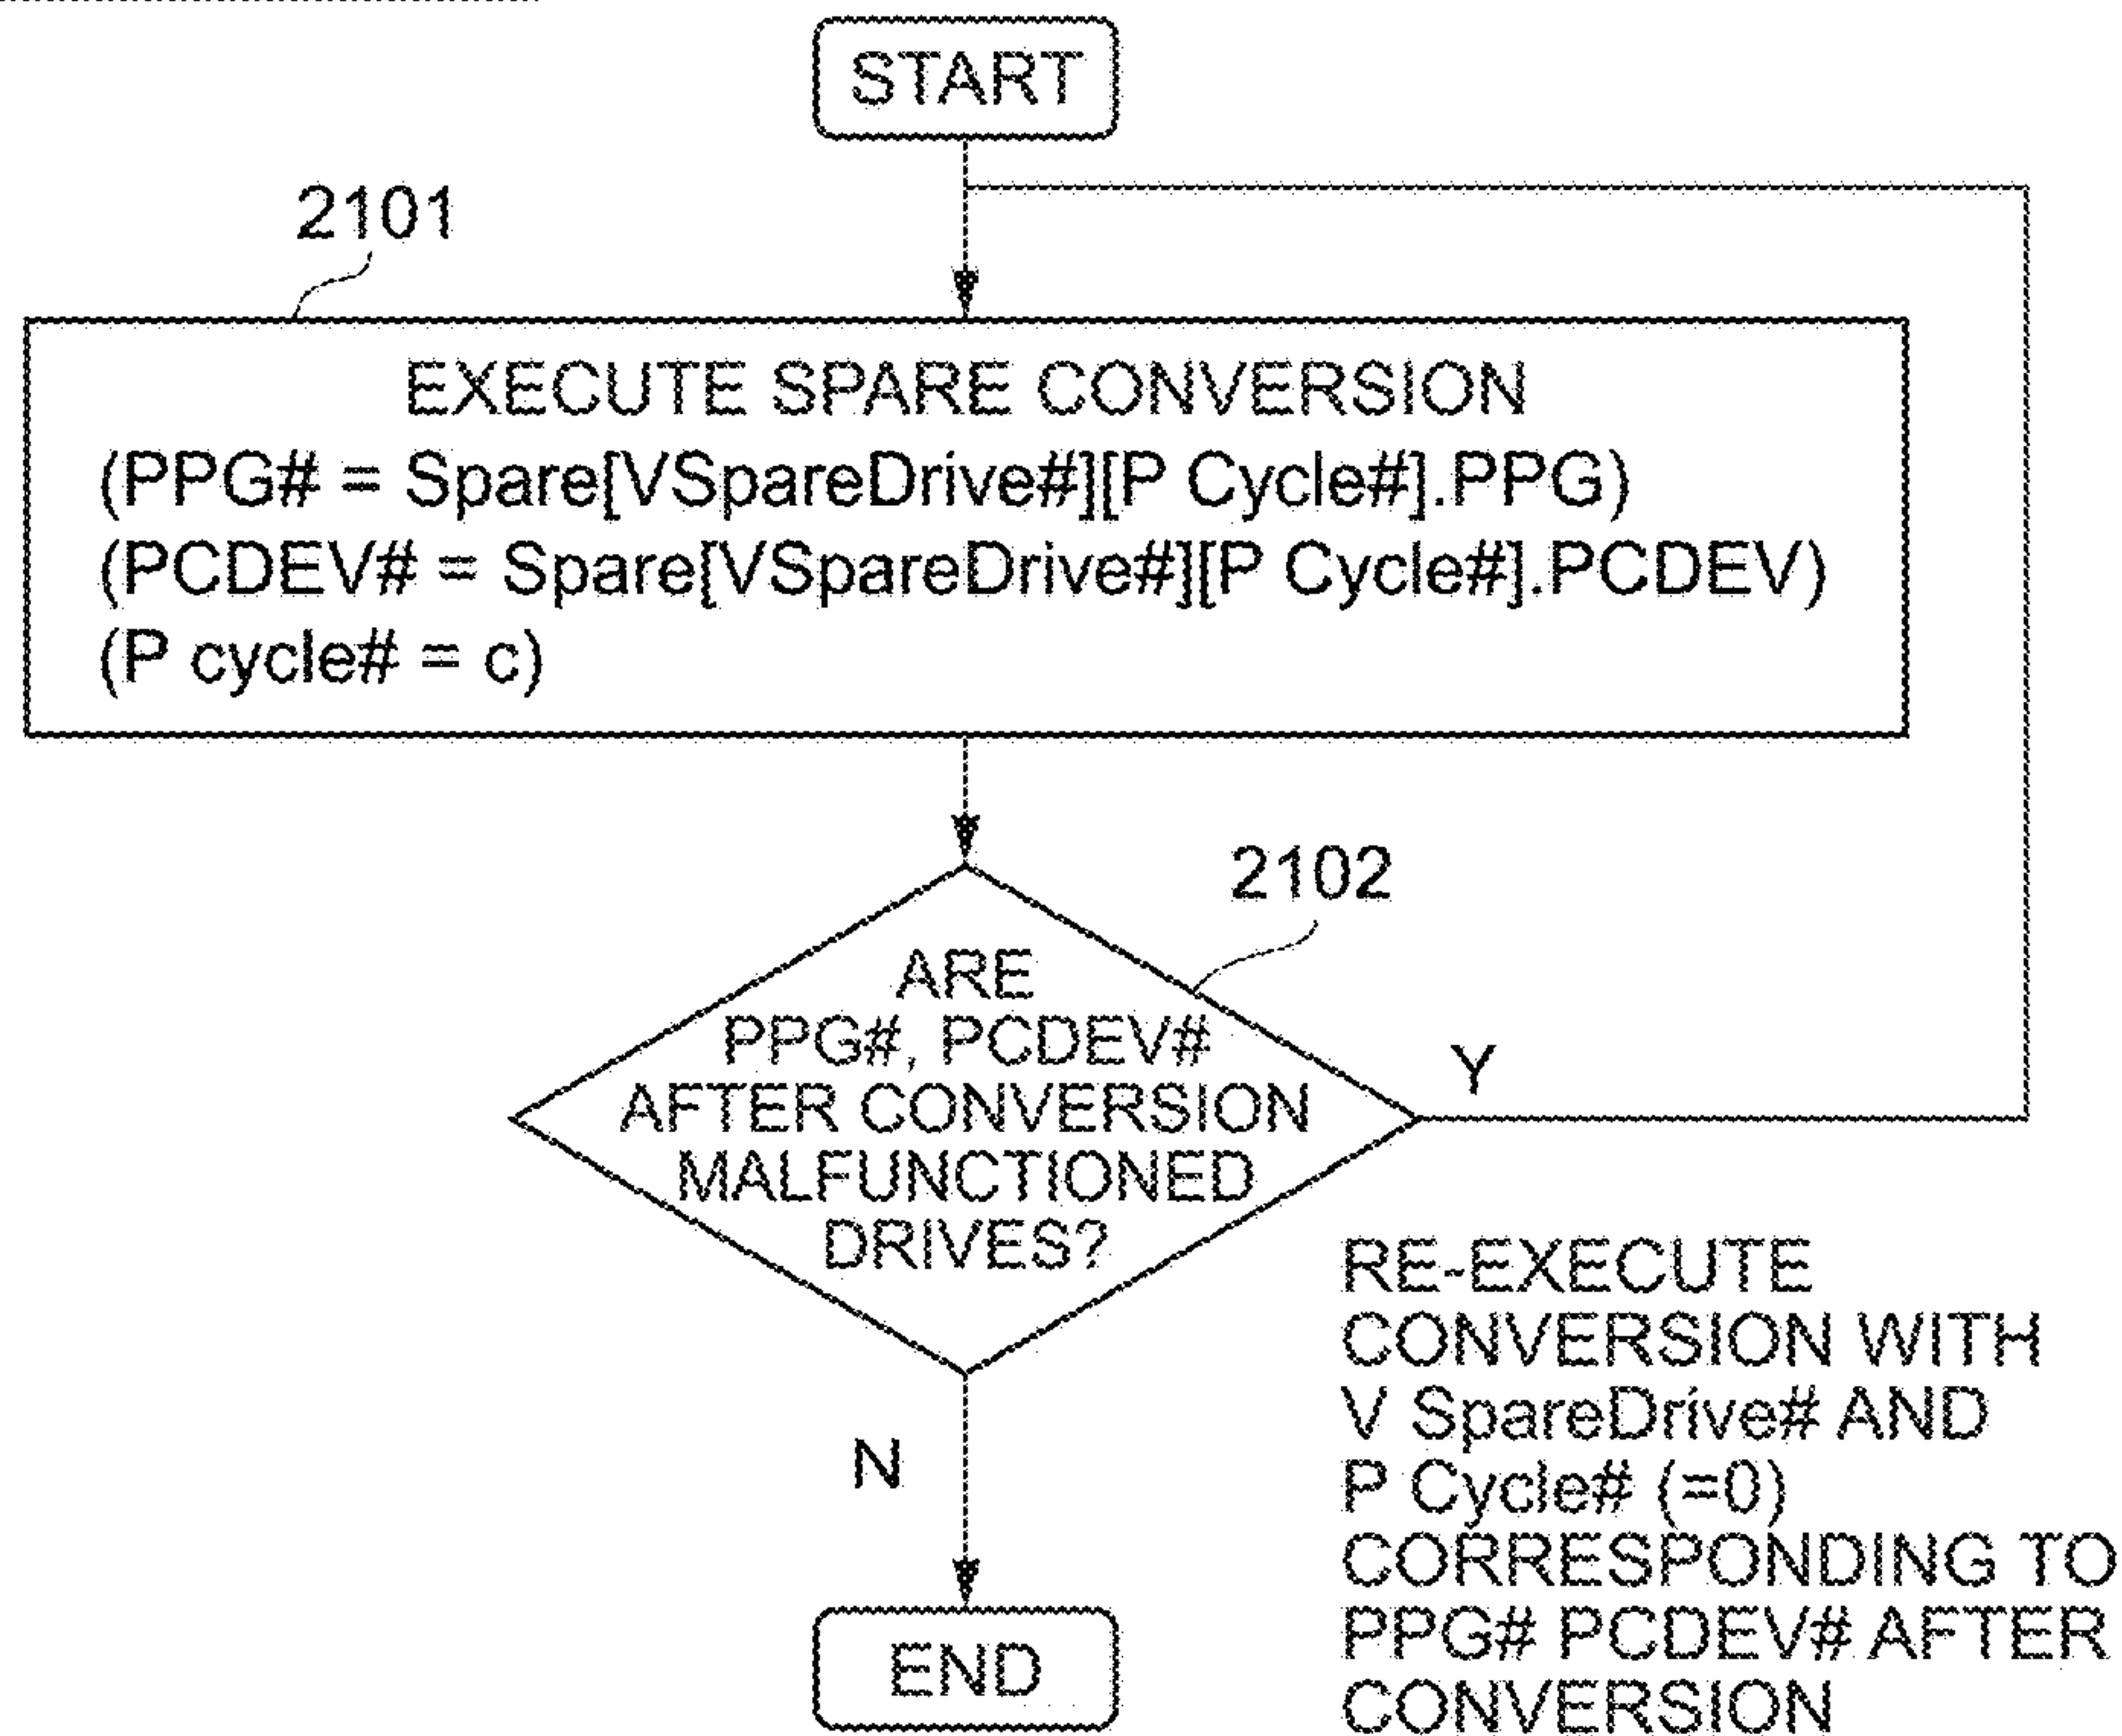 START
2101
EXECUTE SPARE CONVERSION
(PPG# = Spare[VSpareDrive#][P Cycle#].PPG)
(PCDEV# = Spare[VSpareDrive#][P Cycle#].PCDEV)
(P cycle# = c)
2102
ARE
PPG#, PCDEV#
AFTER CONVERSION
MALFUNCTIONED
DRIVES?
Y
N
RE-EXECUTE
CONVERSION WITH
V SpareDrive# AND
P Cycle# (=0)
CORRESPONDING TO
PPG# PCDEV# AFTER
CONVERSION
END